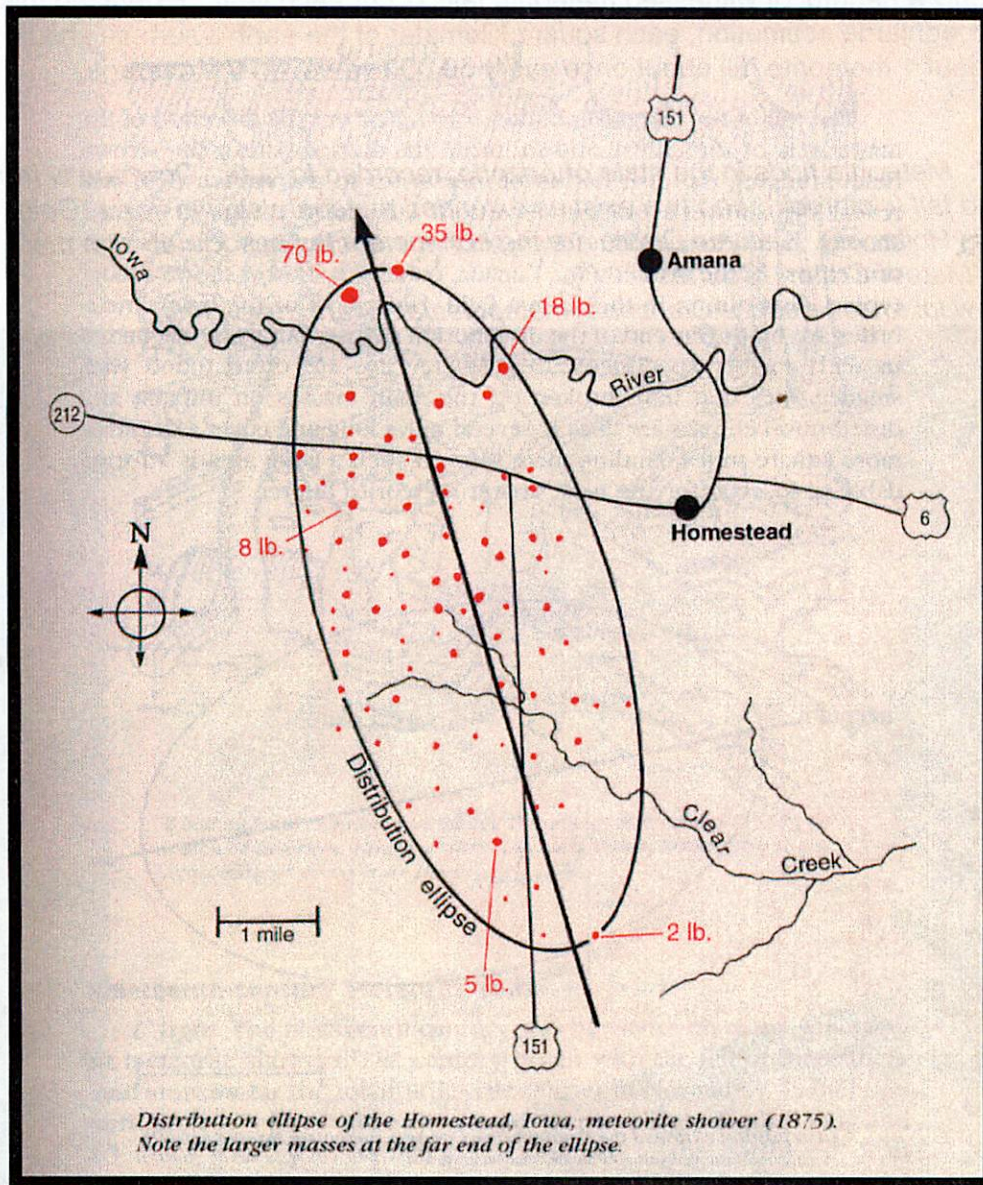 151
Amana
35 lb.
70 lb.
Iowa
18 lb.
River
212
6
Homestead
8 lb.
N
Distribution ellipse
Clear
Creek
1 mile
2 lb.
5 lb.
151
Distribution ellipse of the Homestead, Iowa, meteorite shower (1875).
Note the larger masses at the far end of the ellipse.